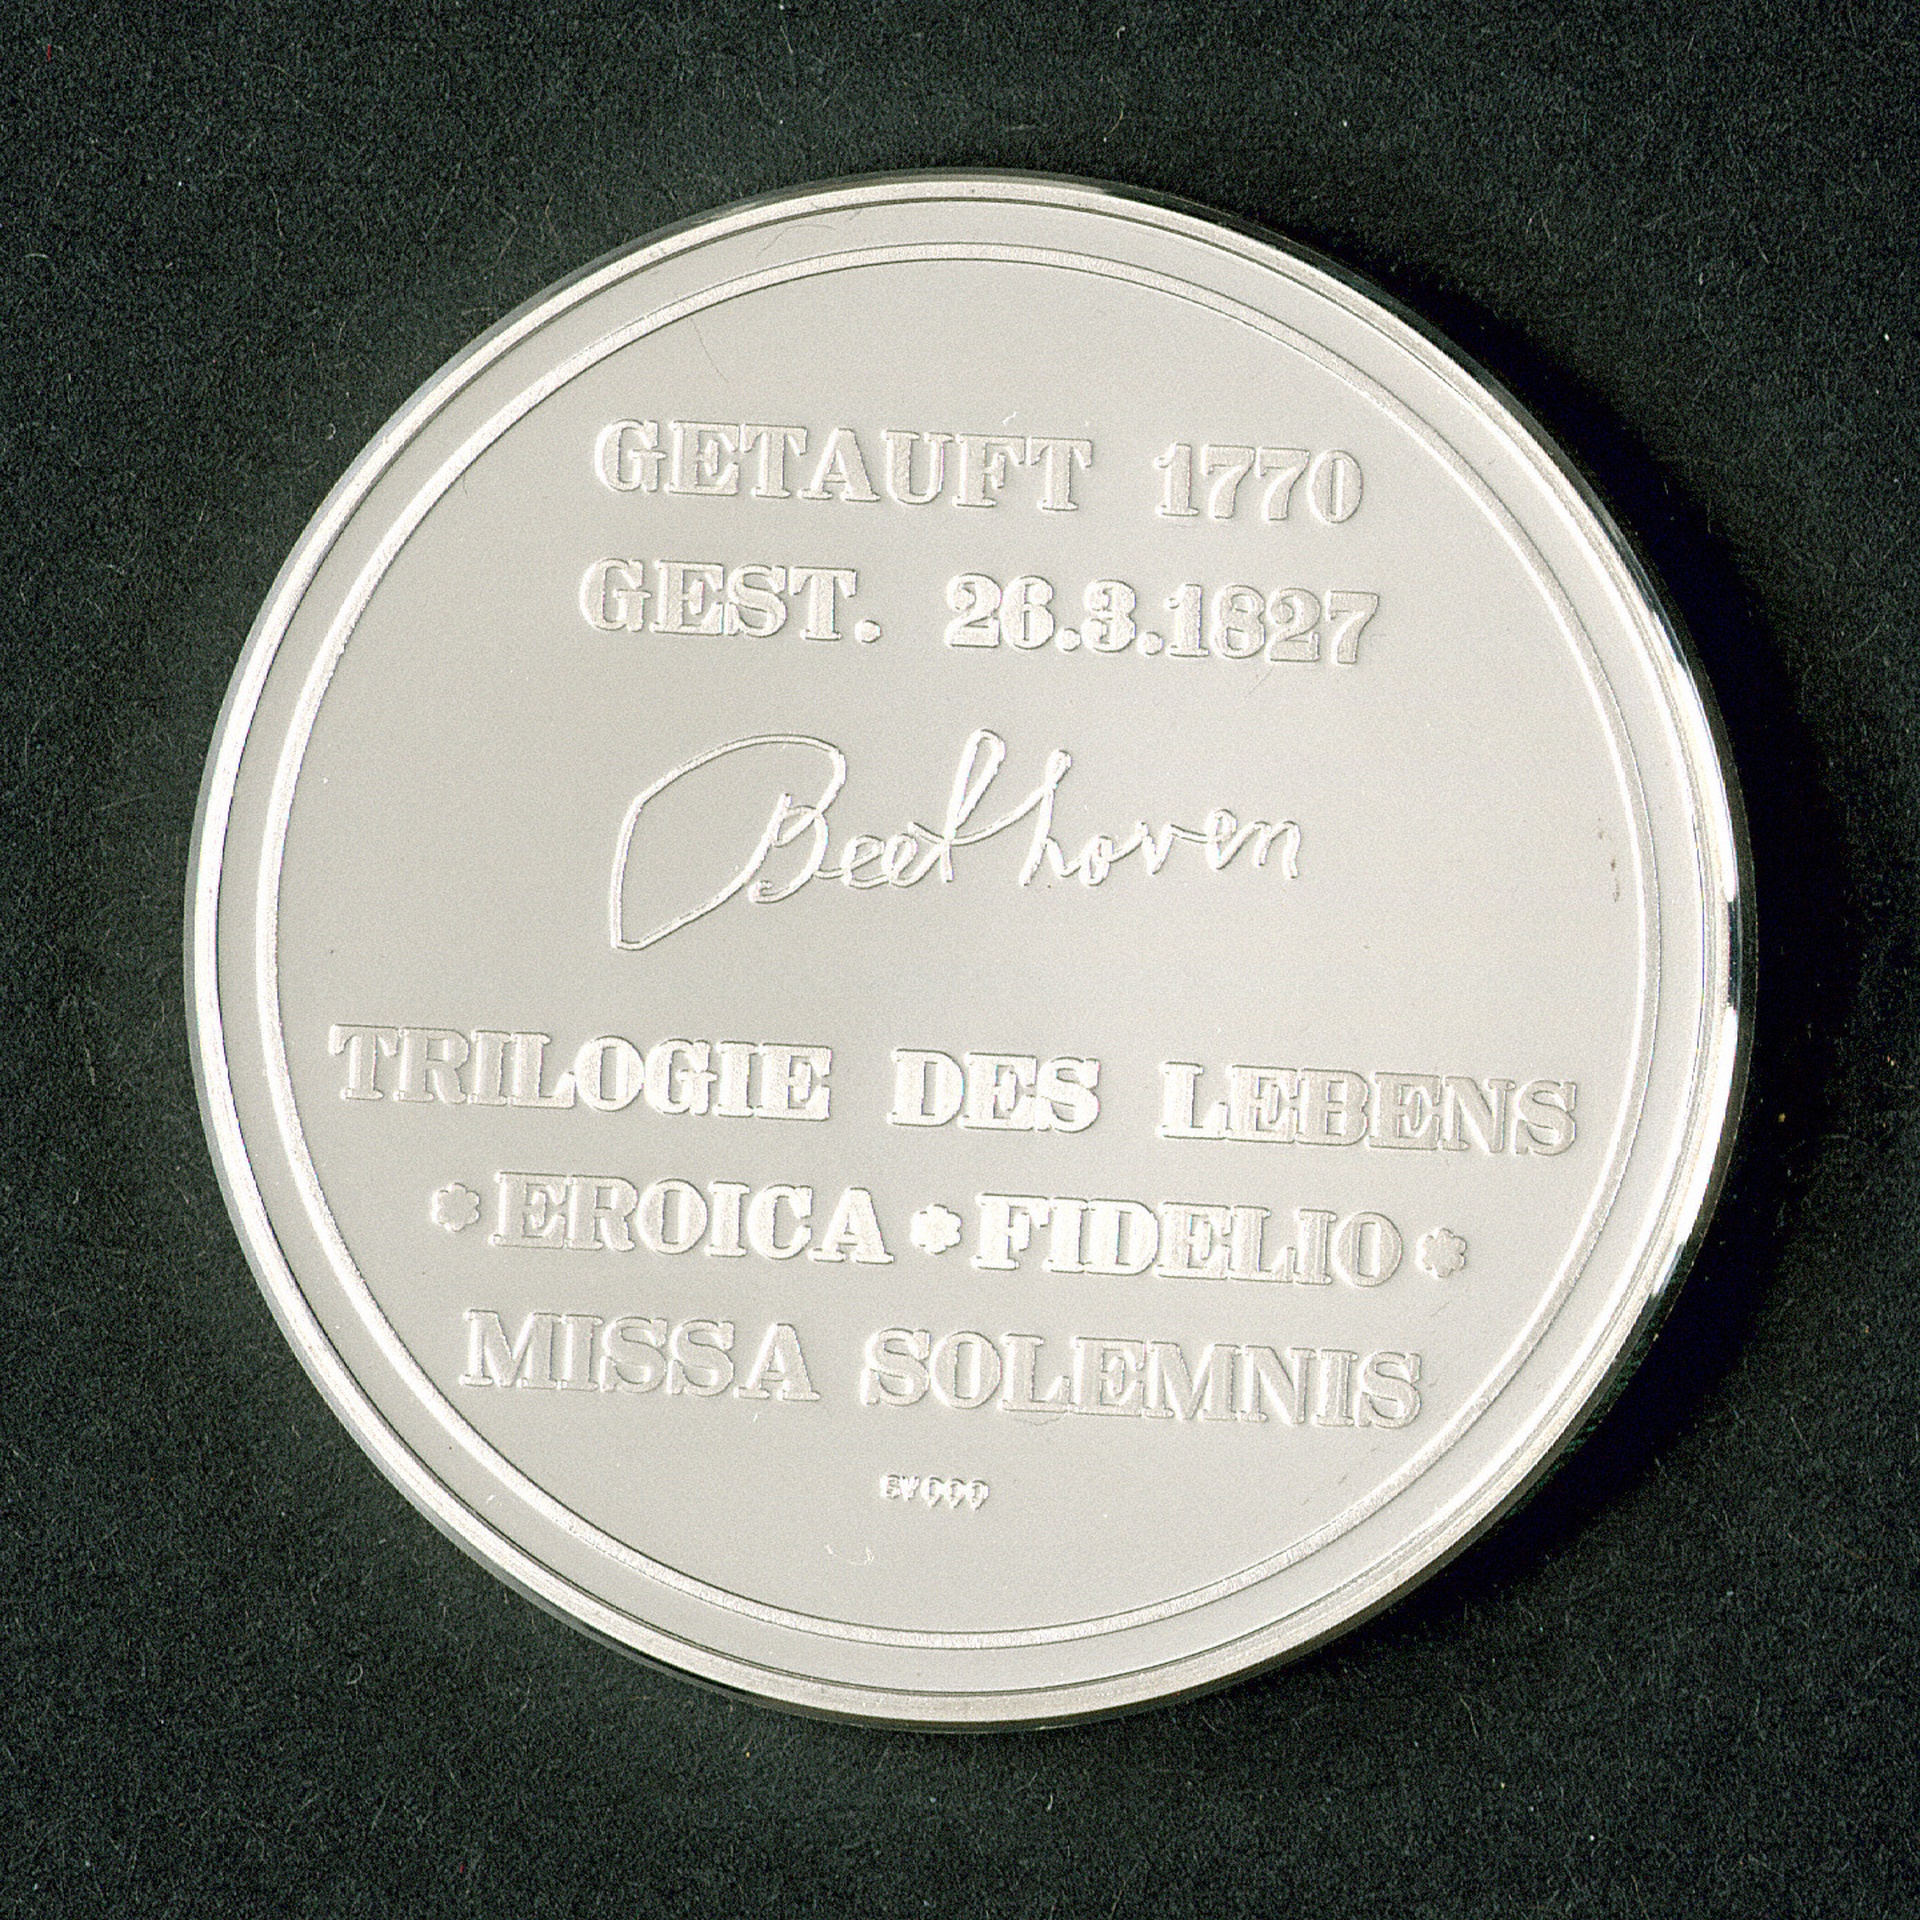 GETAUFT 1770
GEST. 26.3.1827
Beethoven
TRILOGIE DES LEBENS
* EROICA * FIDELIO *
MISSA SOLEMNIS